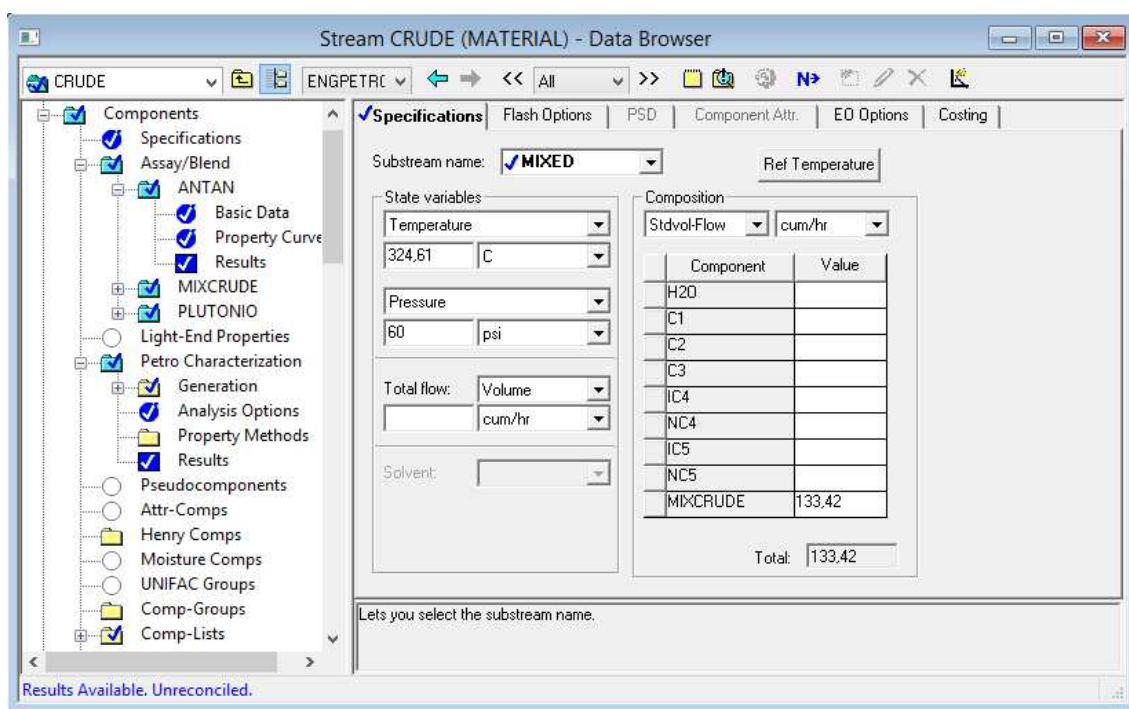 Stream CRUDE (MATERIAL) - Data Browser
CRUDE ENGPETRC << All >> N
Components
Specifications
Assay/Blend
ANTAN
Basic Data
Property Curve
Results
MIXCRUDE
PLUTONIO
Light-End Properties
Petro Characterization
Generation
Analysis Options
Property Methods
Results
Pseudocomponents
Attr-Comps
Henry Comps
Moisture Comps
UNIFAC Groups
Comp-Groups
Comp-Lists
Specifications Flash Options PSD Component Attr. EO Options Costing
Substream name: MIXED Ref Temperature
State variables
Temperature
324,61 C
Pressure
60 psi
Total flow: Volume
cum/hr
Solvent:
Composition
Stdvol-Flow cum/hr
Component Value
H2O
C1
C2
C3
IC4
NC4
IC5
NC5
MIXCRUDE 133,42
Total: 133,42
Lets you select the substream name.
Results Available. Unreconciled.